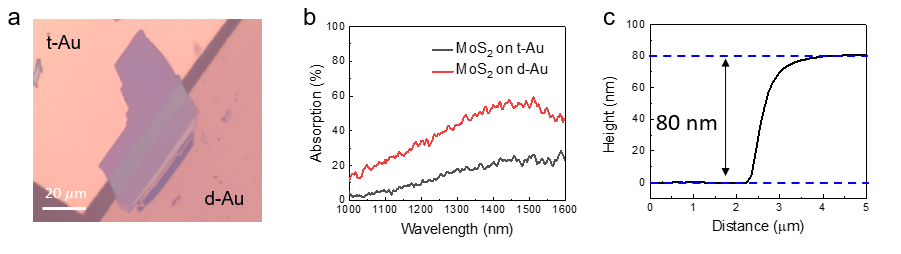 a
t-Au
20 μm
d-Au
b
Absorption (%)
100
80
60
40
20
0
MoS2 on t-Au
MoS2 on d-Au
1000 1100 1200 1300 1400 1500 1600
Wavelength (nm)
c
Height (nm)
100
80
60
40
20
0
80 nm
0 1 2 3 4 5
Distance (μm)